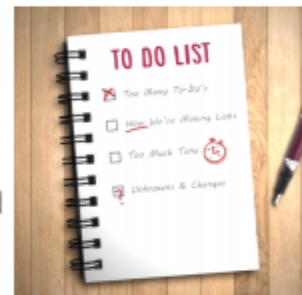 TO DO LIST
Too Many To-Do's
How We're Making Lists
Too Much Time
Unknowns & Changes